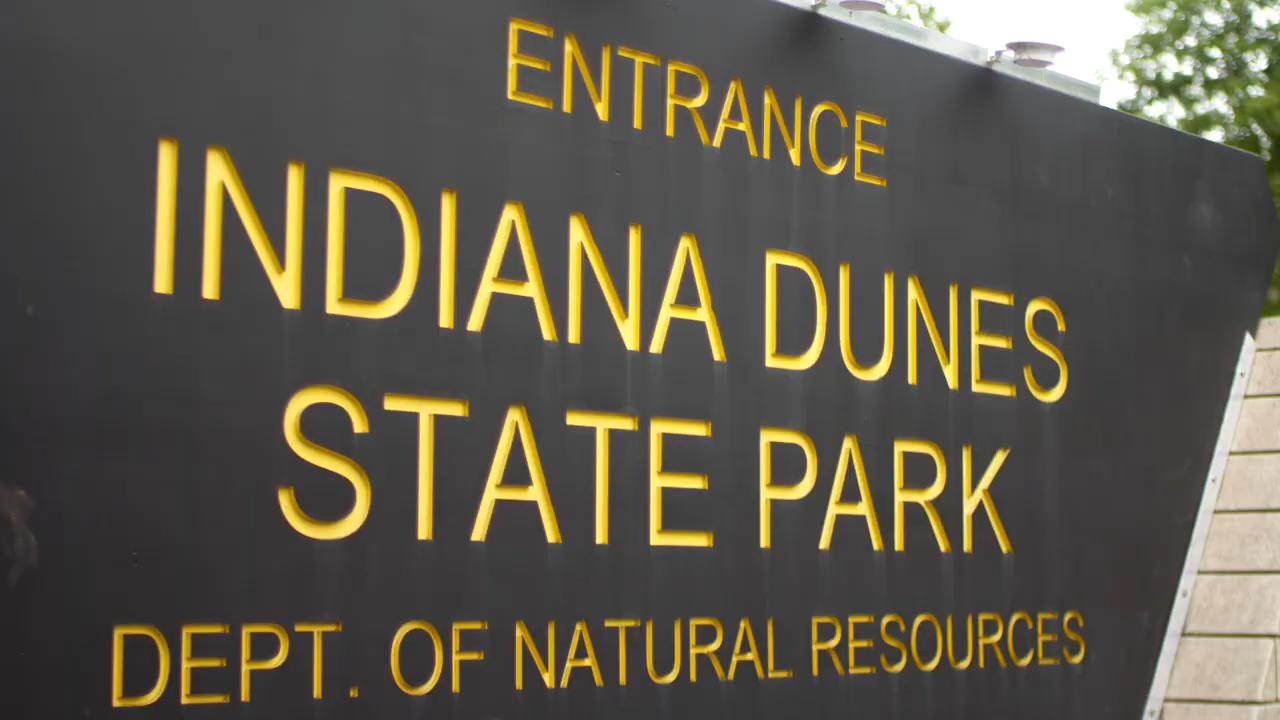 ENTRANCE
INDIANA DUNES
STATE PARK
DEPT. OF NATURAL RESOURCES